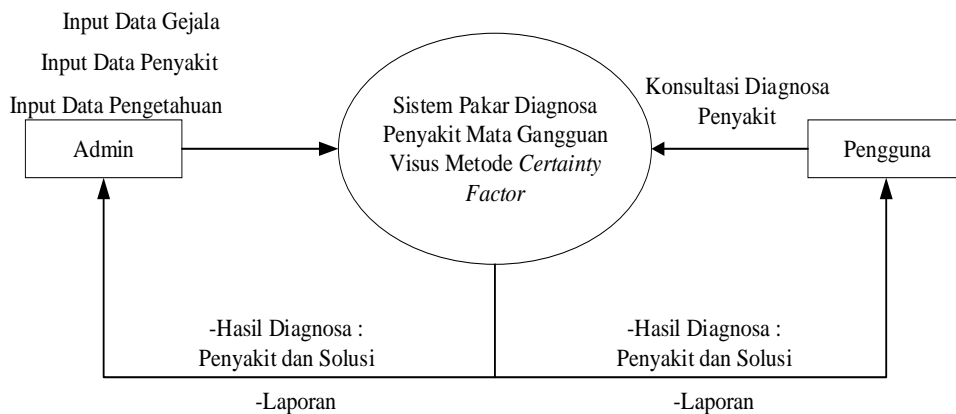 Input Data Gejala
Input Data Penyakit
Input Data Pengetahuan
Admin
Sistem Pakar Diagnosa
Penyakit Mata Gangguan
Visus Metode Certainty
Factor
Konsultasi Diagnosa
Penyakit
Pengguna
-Hasil Diagnosa :
Penyakit dan Solusi
-Laporan
-Hasil Diagnosa :
Penyakit dan Solusi
-Laporan